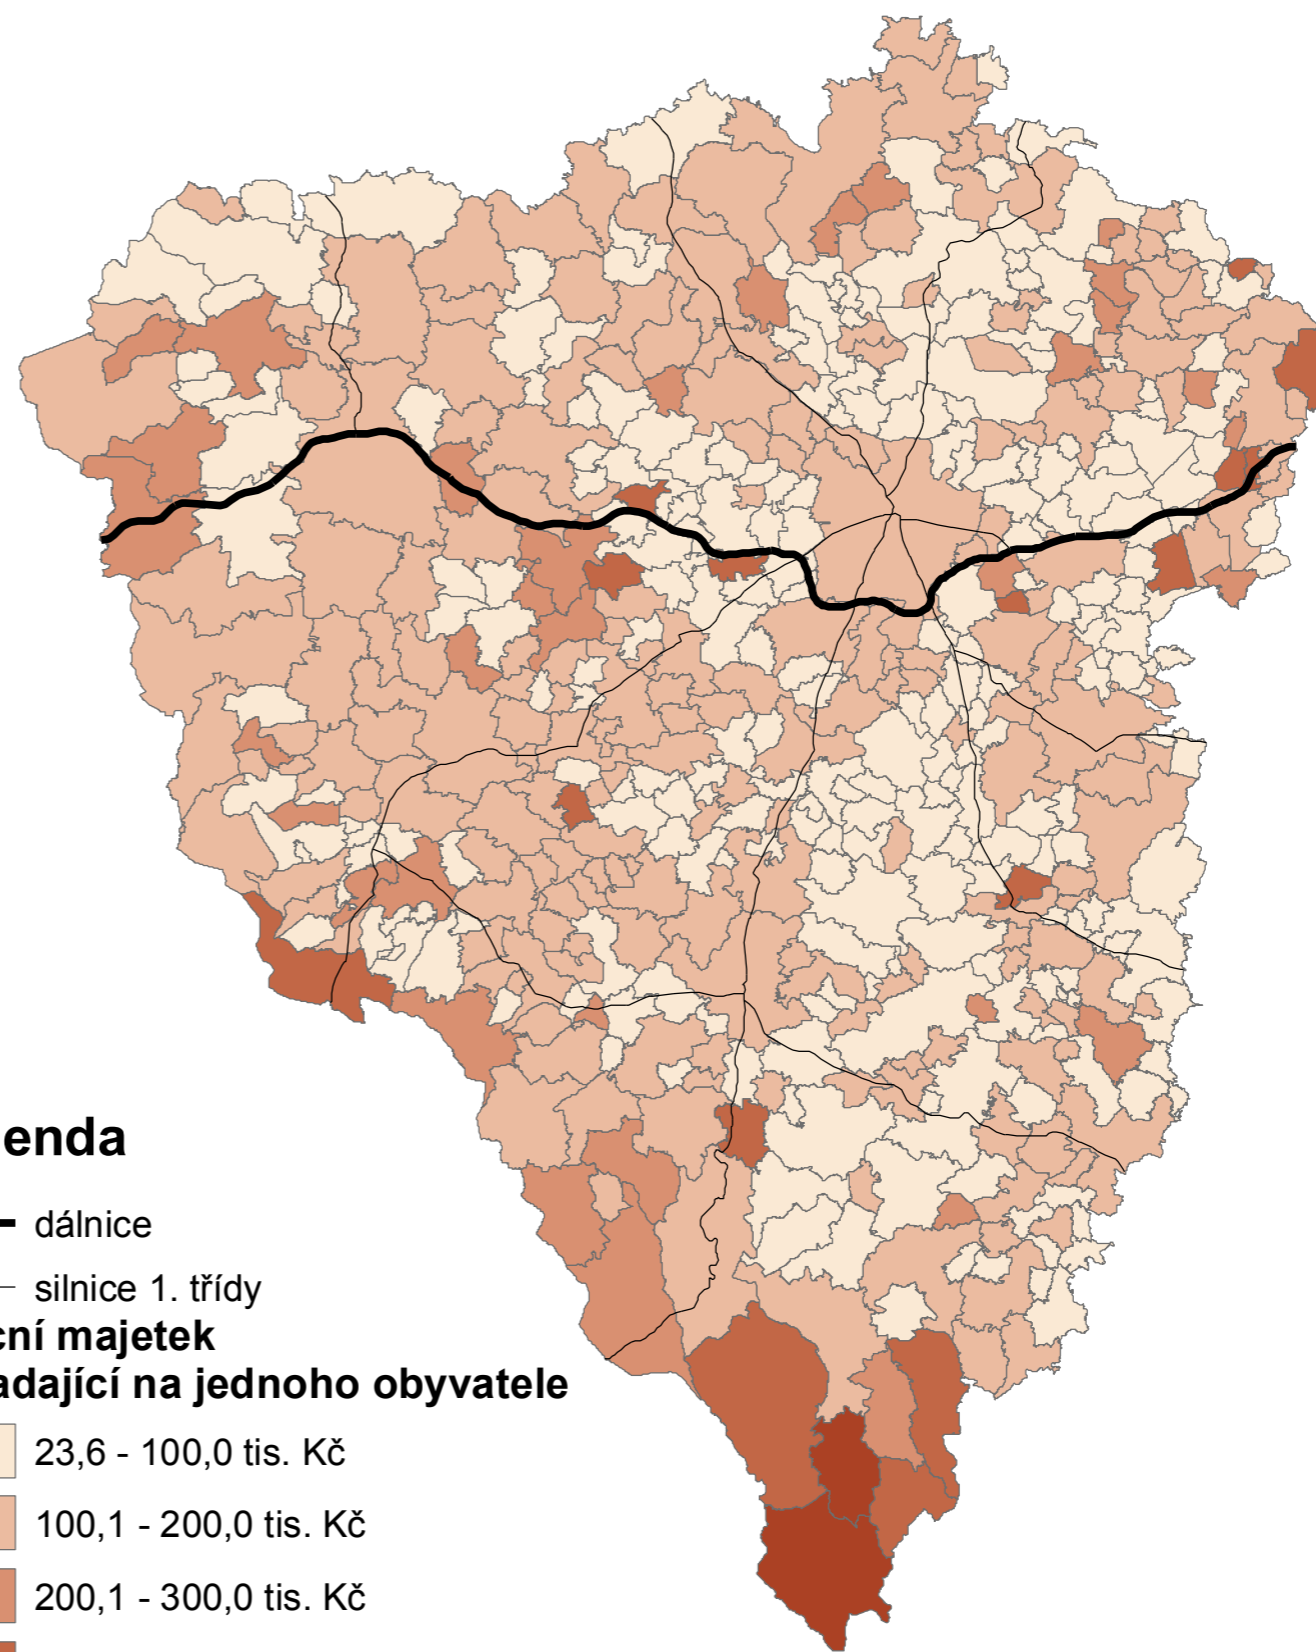 enda
dálnice
silnice 1. třídy
ční majetek
adající na jednoho obyvatele
23,6 - 100,0 tis. Kč
100,1 - 200,0 tis. Kč
200,1 - 300,0 tis. Kč